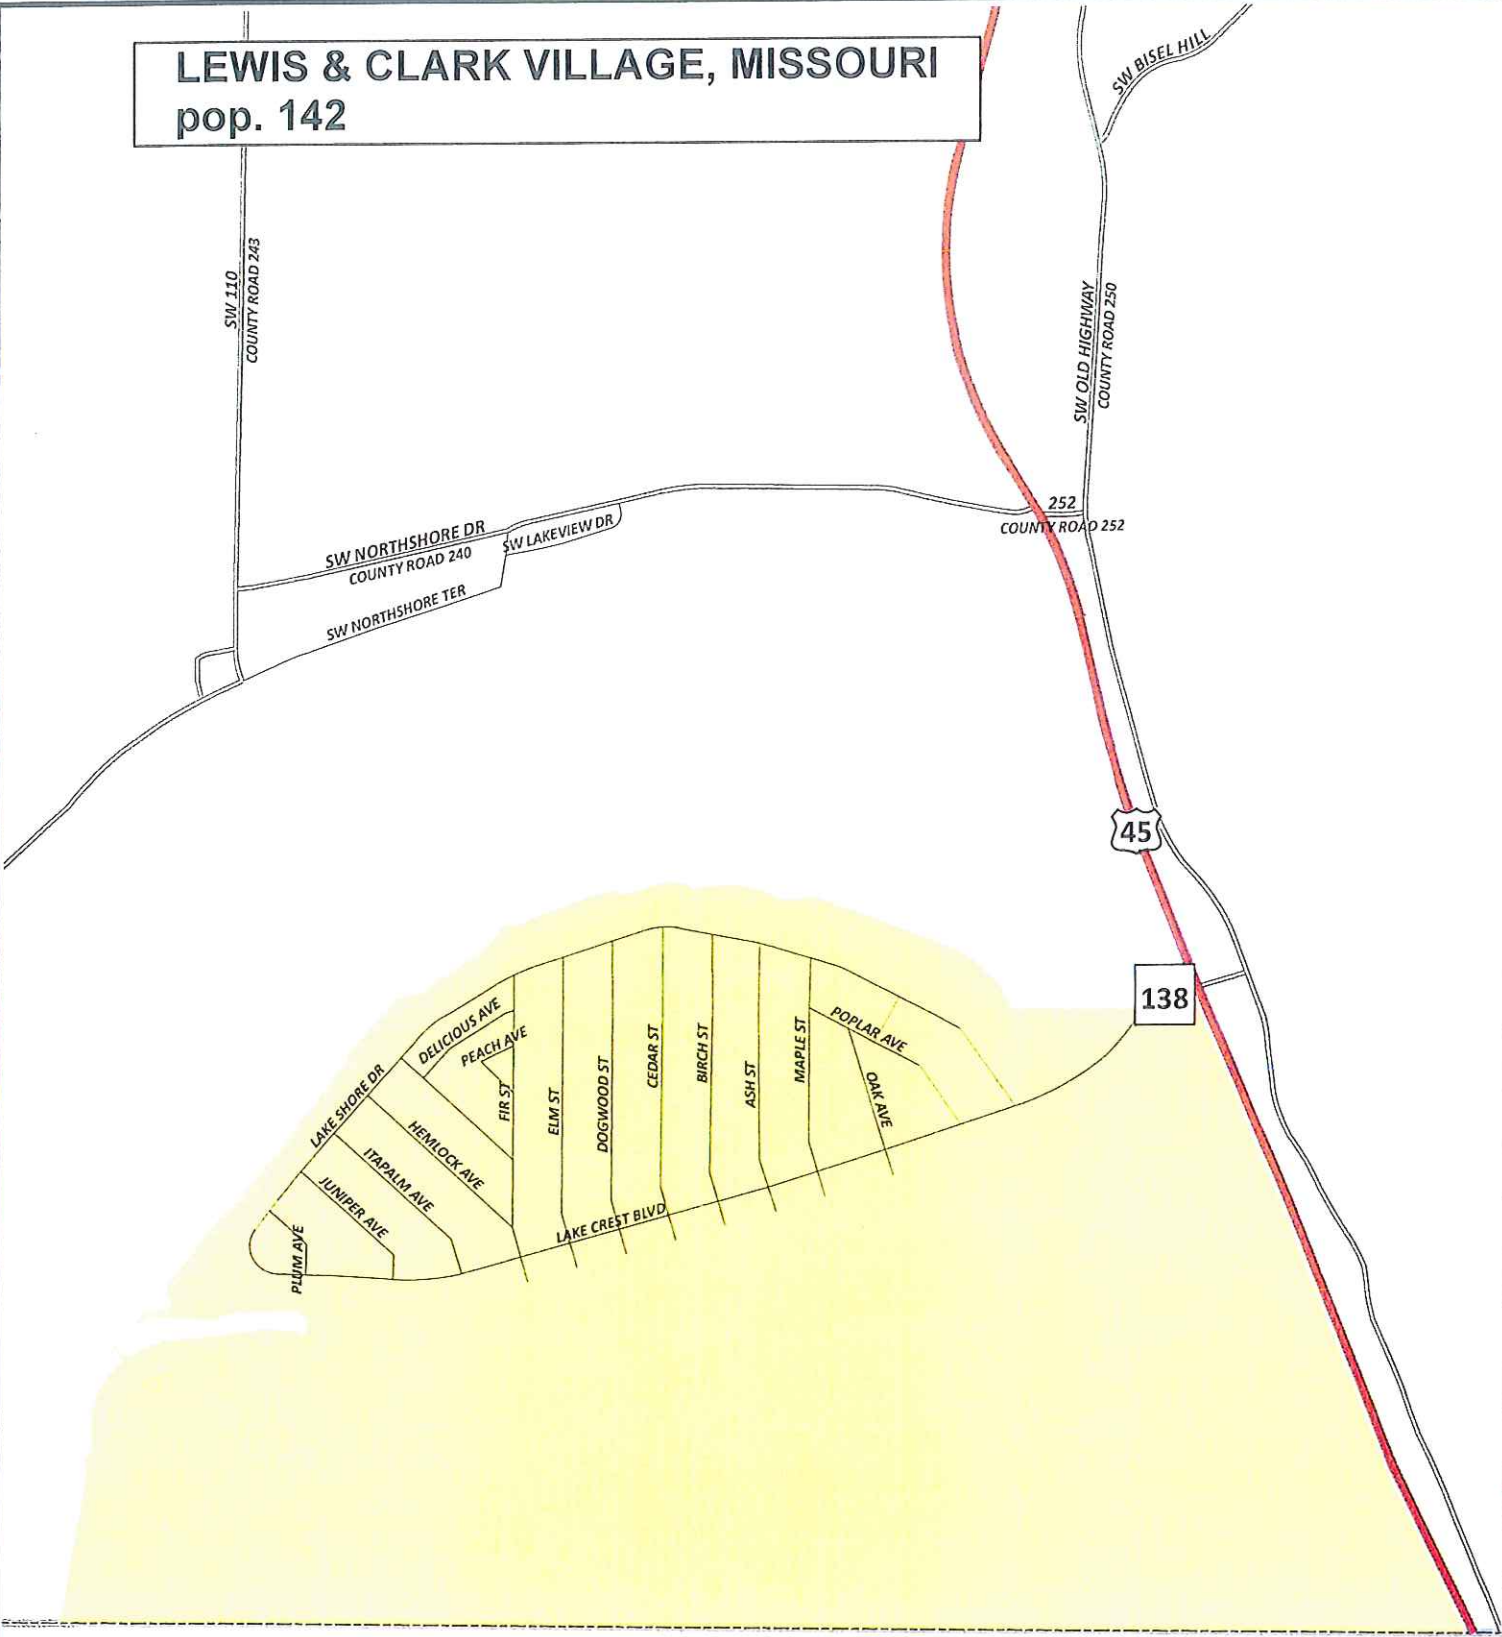 LEWIS & CLARK VILLAGE, MISSOURI
pop. 142
SW BISEL HILL
SW 110
COUNTY ROAD 243
SW OLD HIGHWAY
COUNTY ROAD 250
252
COUNTY ROAD 252
SW NORTHSHORE DR
COUNTY ROAD 240
SW LAKEVIEW DR
SW NORTHSHORE TER
45
138
DELICIOUS AVE
PEACH AVE
LAKE SHORE DR
FIR ST
ELM ST
DOGWOOD ST
CEDAR ST
BIRCH ST
ASH ST
MAPLE ST
POPLAR AVE
OAK AVE
HEMLOCK AVE
ITAPALM AVE
JUNIPER AVE
PLUM AVE
LAKE CREST BLVD